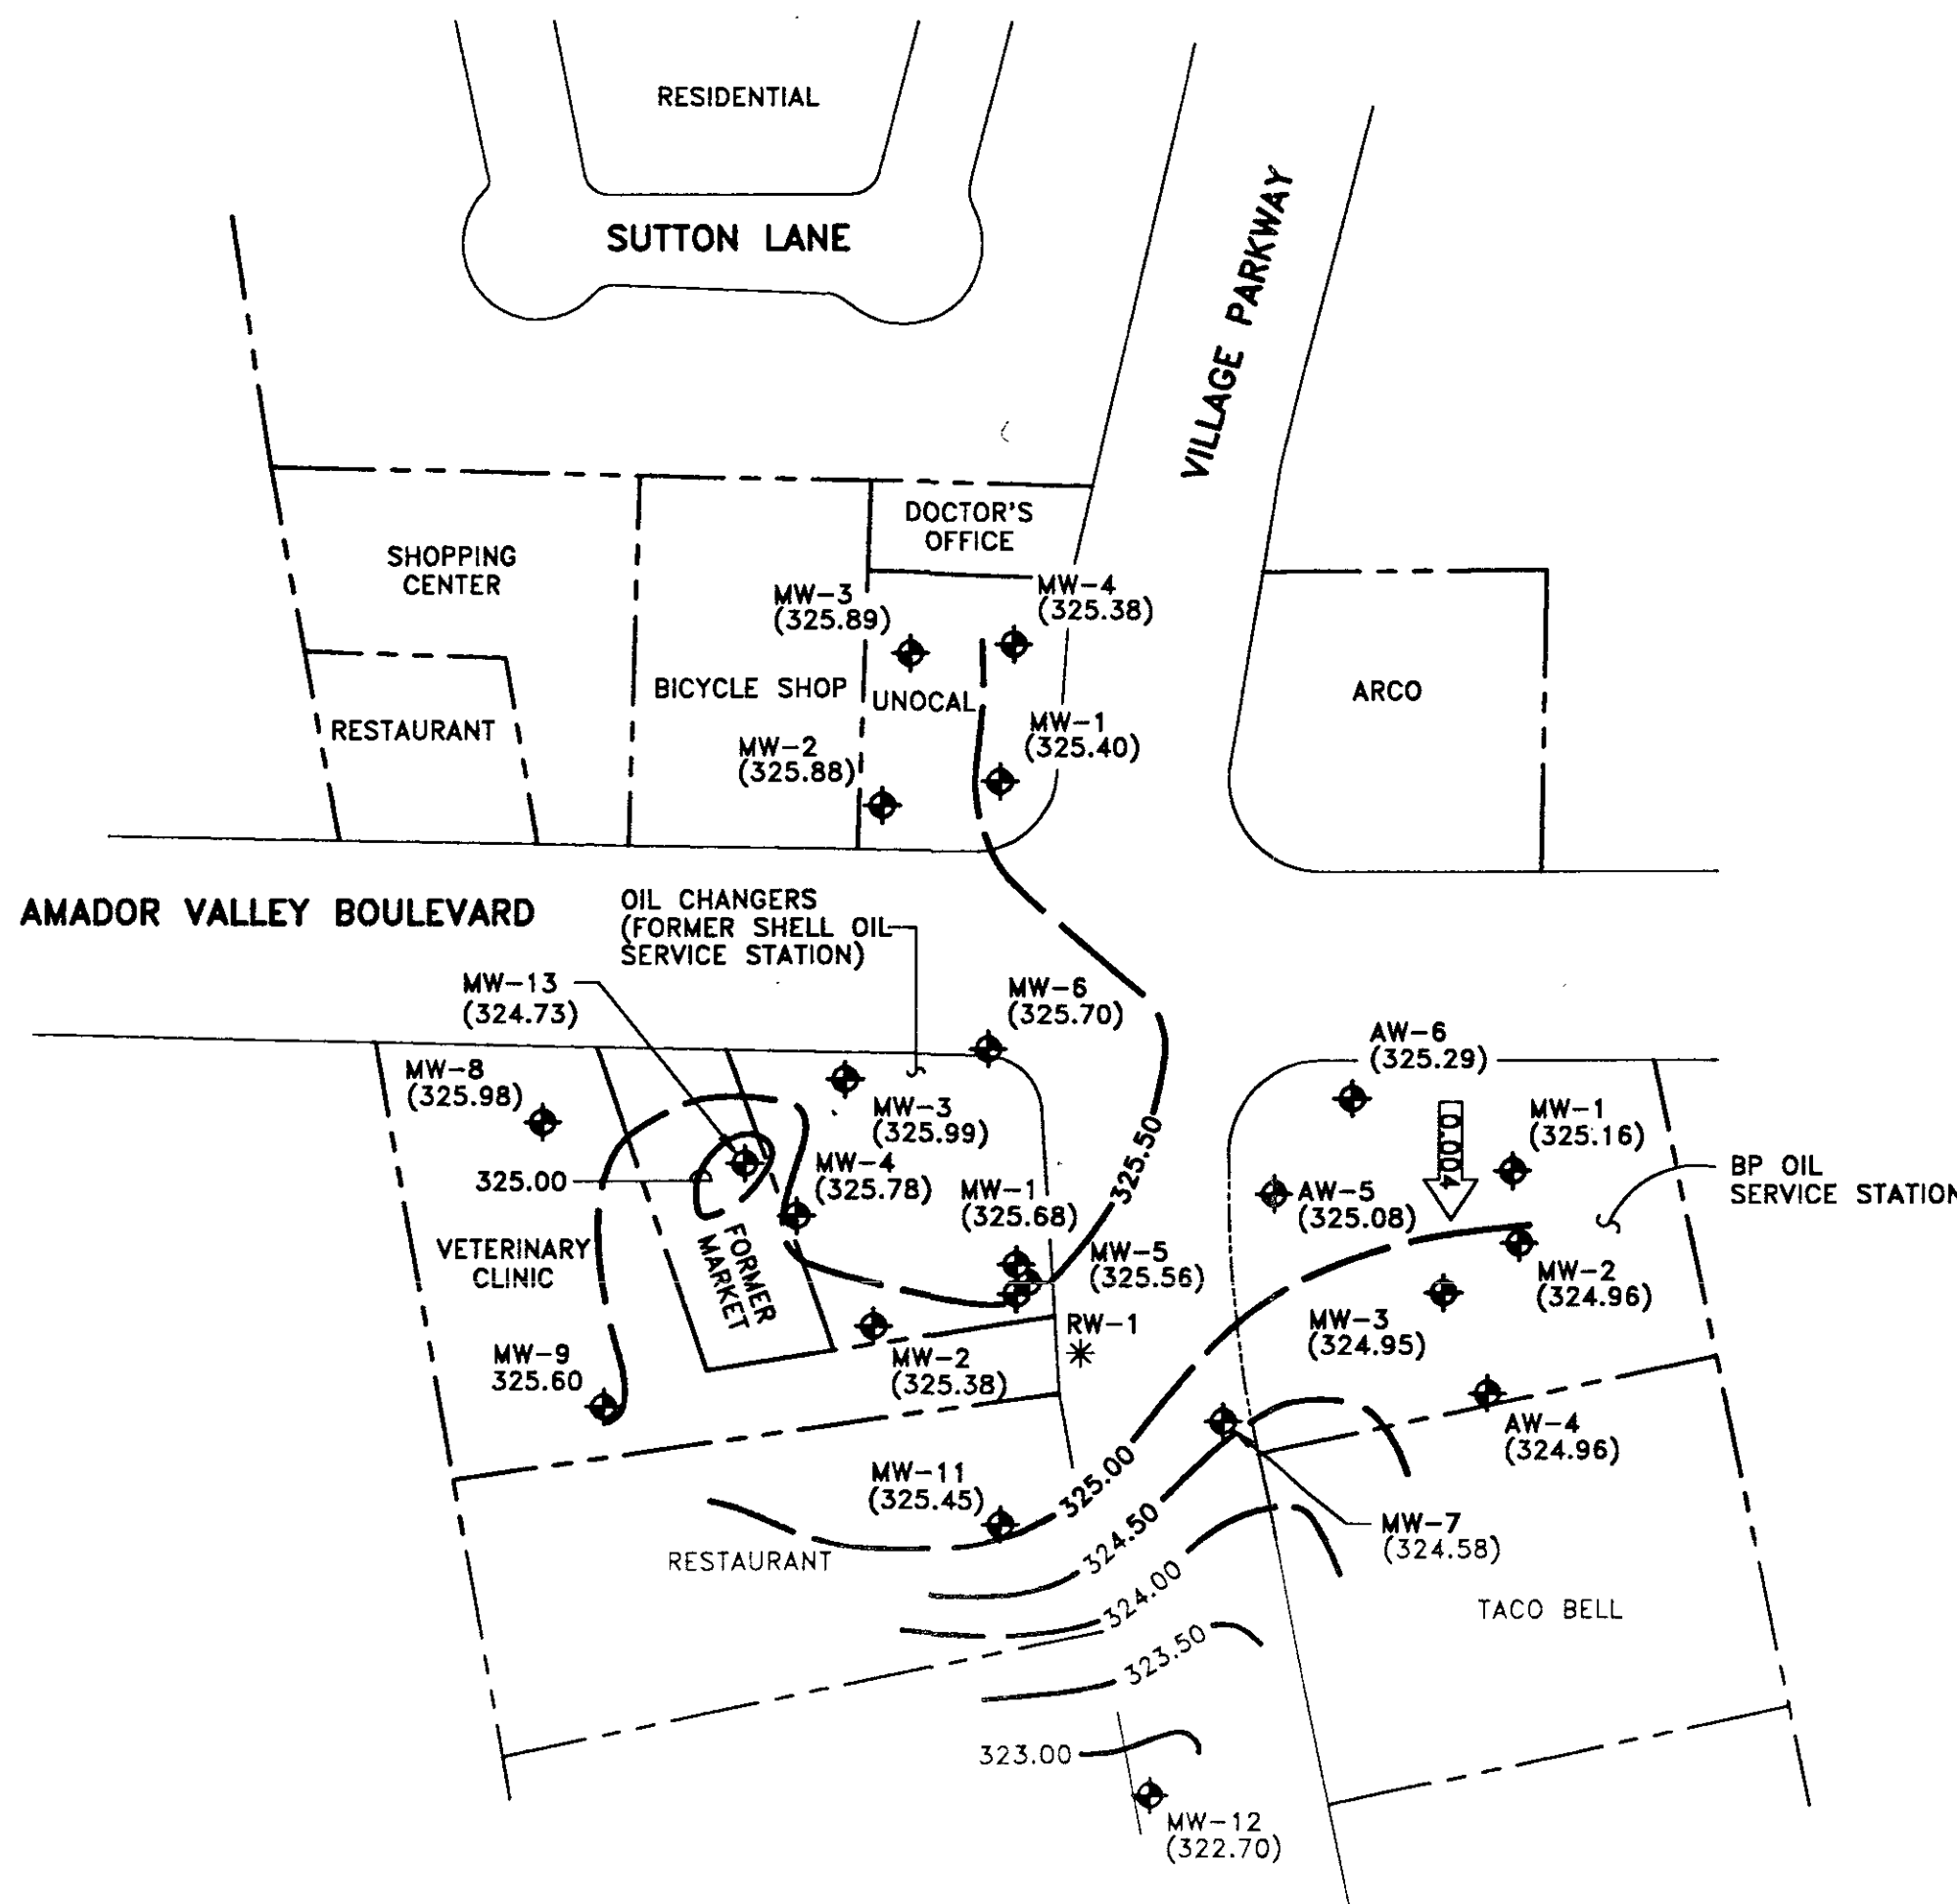 RESIDENTIAL
SUTTON LANE
VILLAGE PARKWAY
DOCTOR'S
OFFICE
SHOPPING
CENTER
MW-3
(325.89)
MW-4
(325.38)
BICYCLE SHOP
UNOCAL
ARCO
RESTAURANT
MW-1
(325.40)
MW-2
(325.88)
AMADOR VALLEY BOULEVARD
OIL CHANGERS
(FORMER SHELL OIL
SERVICE STATION)
MW-13
(324.73)
MW-6
(325.70)
AW-6
(325.29)
MW-8
(325.98)
MW-3
(325.99)
MW-1
(325.16)
0.004
325.50
325.00
MW-4
(325.78)
MW-1
(325.68)
AW-5
(325.08)
BP OIL
SERVICE STATION
VETERINARY
CLINIC
FORMER
MARKET
MW-5
(325.56)
MW-2
(324.96)
RW-1
MW-3
(324.95)
MW-9
325.60
MW-2
(325.38)
AW-4
(324.96)
MW-11
(325.45)
325.00
324.50
MW-7
(324.58)
RESTAURANT
324.00
TACO BELL
323.50
323.00
MW-12
(322.70)